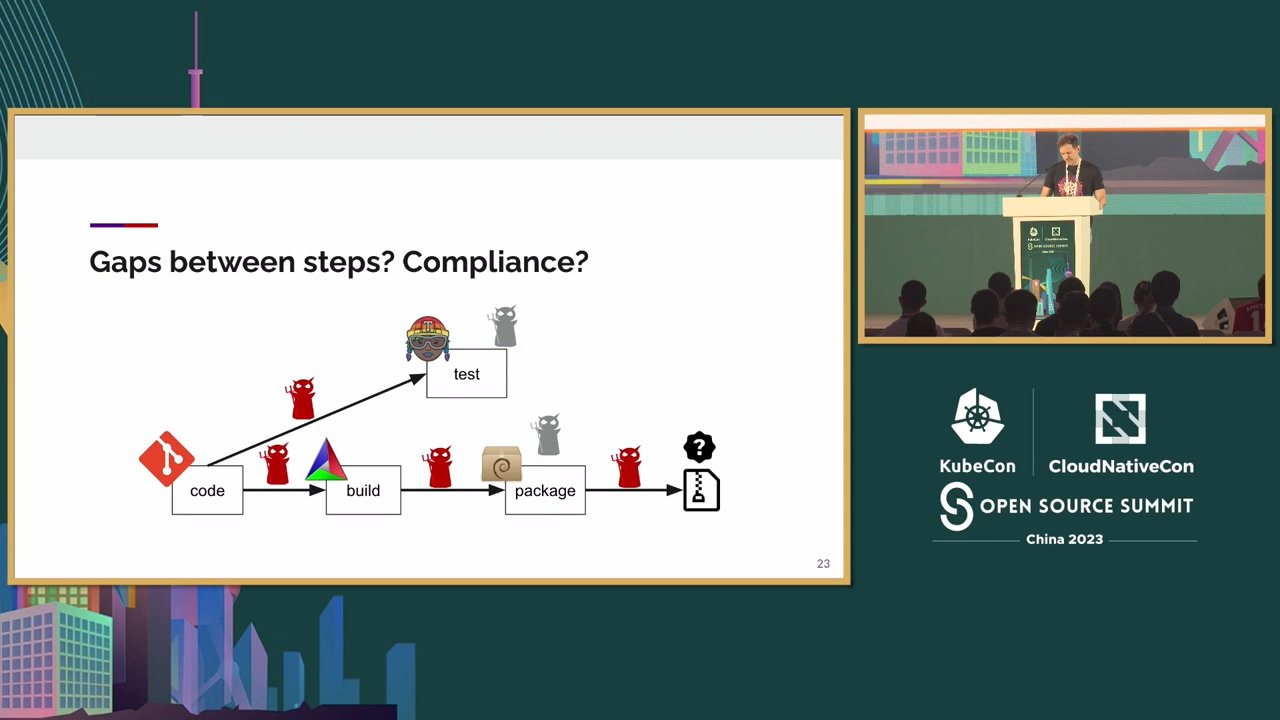 Gaps between steps? Compliance?
test
code
build
package
?
23
KubeCon
CloudNativeCon
OPEN SOURCE SUMMIT
China 2023